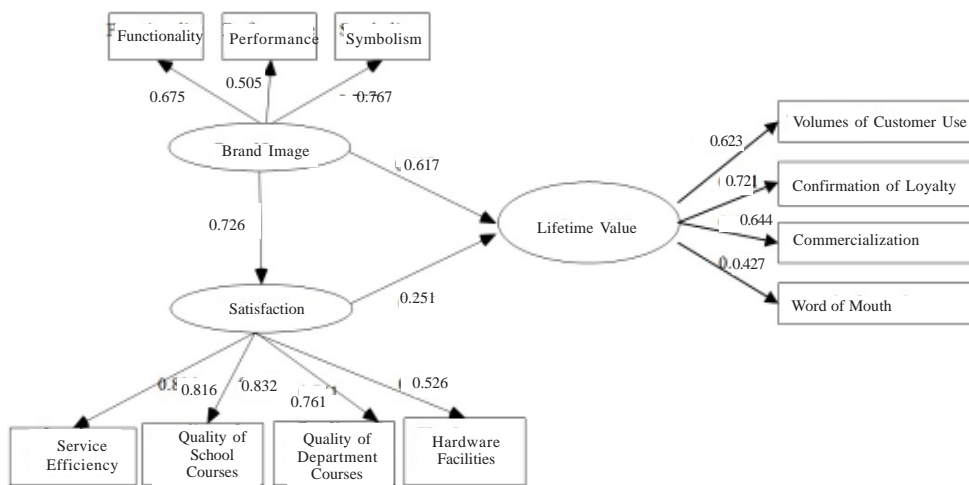 Functionality
Performance
Symbolism
0.675
0.505
0.767
Brand Image
0.617
0.726
Lifetime Value
0.623
0.721
0.644
0.427
Volumes of Customer Use
Confirmation of Loyalty
Commercialization
Word of Mouth
Satisfaction
0.251
0.816
0.832
0.761
0.526
Service
Efficiency
Quality of
School
Courses
Quality of
Department
Courses
Hardware
Facilities